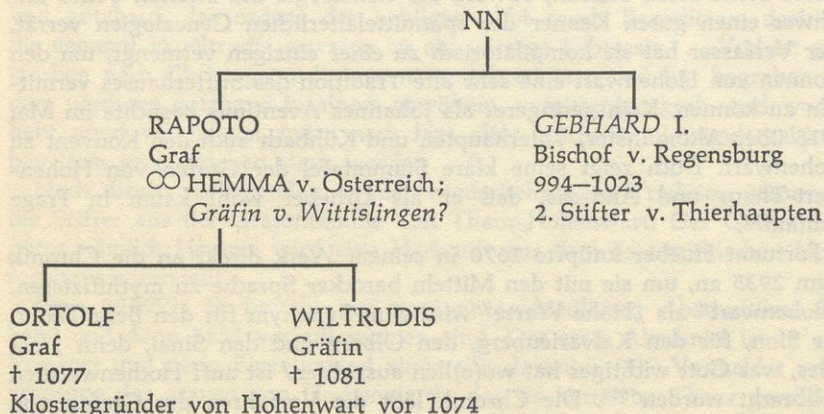 NN
RAPOTO
Graf
∞ HEMMA v. Österreich;
Gräfin v. Wittislingen?
GEBHARD I.
Bischof v. Regensburg
994—1023
2. Stifter v. Thierhaupten
ORTOLF
Graf
† 1077
WILTRUDIS
Gräfin
† 1081
Klostergründer von Hohenwart vor 1074